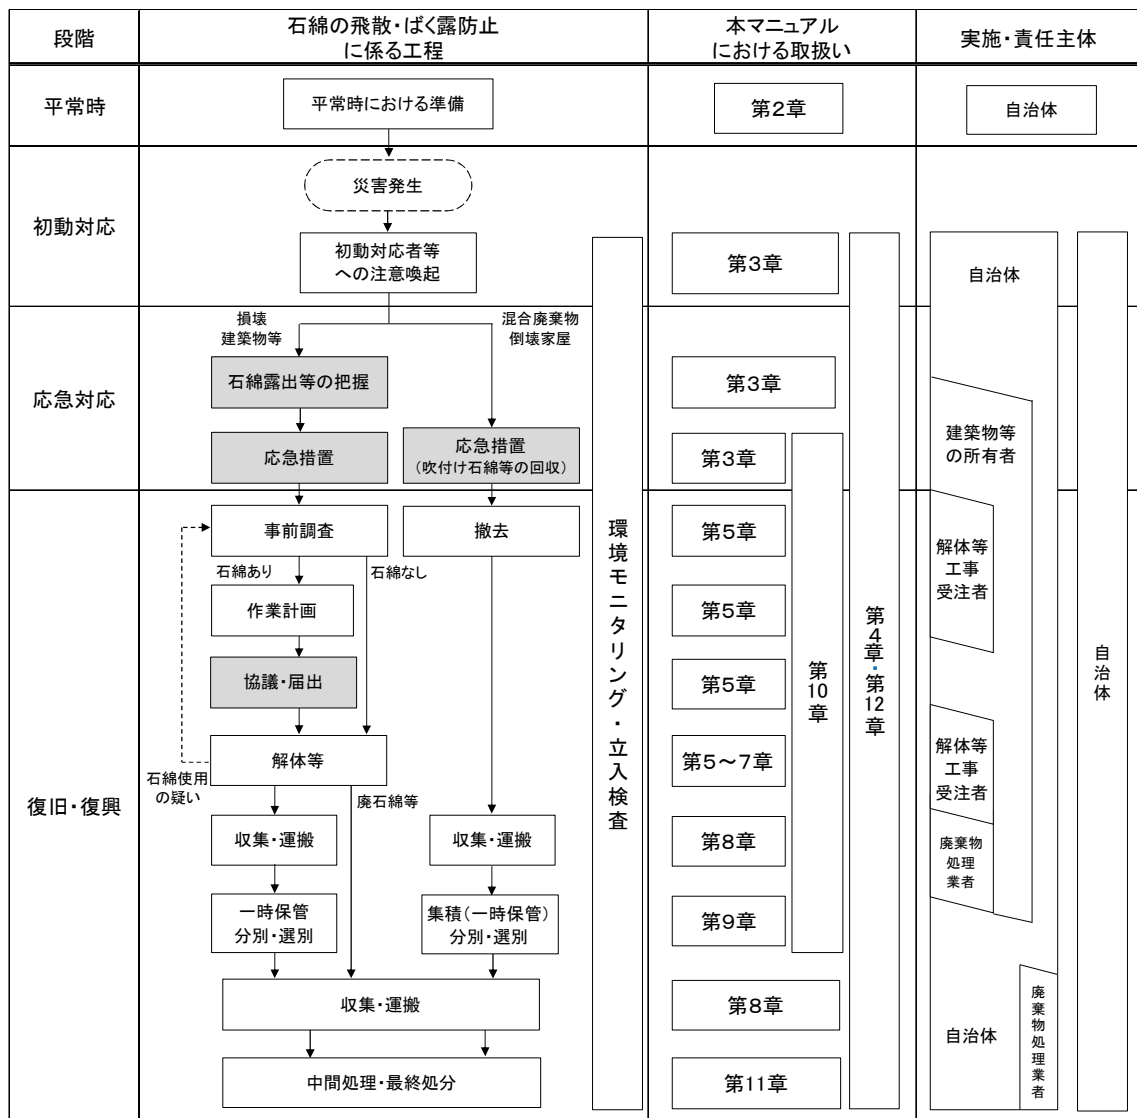 段階
石綿の飛散・ばく露防止
に係る工程
本マニュアル
における取扱い
実施・責任主体
平常時
平常時における準備
第2章
自治体
初動対応
災害発生
初動対応者等
への注意喚起
第3章
自治体
応急対応
損壊
建築物等
混合廃棄物
倒壊家屋
石綿露出等の把握
第3章
応急措置
応急措置
(吹付け石綿等の回収)
第3章
建築物等
の所有者
復旧・復興
事前調査
撤去
第5章
石綿あり
石綿なし
作業計画
第5章
解体等
工事
受注者
協議・届出
第5章
解体等
第5～7章
石綿使用
の疑い
廃石綿等
解体等
工事
受注者
収集・運搬
収集・運搬
第8章
廃棄物
処理
業者
一時保管
分別・選別
集積(一時保管)
分別・選別
第9章
収集・運搬
第8章
自治体
廃棄物処理業者
中間処理・最終処分
第11章
環境モニタリング・立入検査
第10章
第4章・第12章
自治体